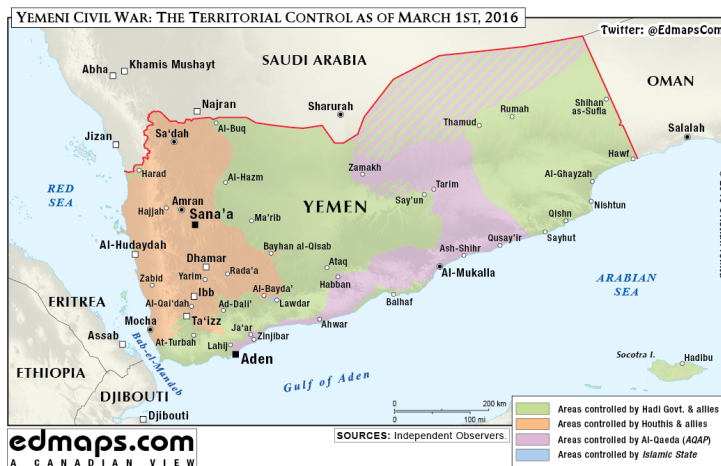 YEMENI CIVIL WAR: THE TERRITORIAL CONTROL AS OF MARCH 1ST, 2016
Twitter: @EdmapsCom
Khamis Mushayt
Abha
SAUDI ARABIA
OMAN
Najran
Sharurah
Rumah
Shihan
as-Sufla
Al-Buq
Thamud
Salalah
Jizan
Sa'dah
Hawf
Harad
Zamakh
Al-Hazm
Al-Ghayzah
RED
SEA
Tarim
Say'un
Amran
Hajjah
YEMEN
Nishtun
Sana'a
Ma'rib
Qishn
Sayhut
Qusay'ir
Al-Hudaydah
Bayhan al-Qisab
Ash-Shihr
Dhamar
Ataq
Al-Mukalla
Rada'a
Yarim
Habban
Zabid
ARABIAN
SEA
Ibb
Al-Bayda'
Balhaf
ERITREA
Al-Qai'dah
Ad-Dali'
Lawdar
Ta'izz
Ahwar
Mocha
Ja'ar
Zinjibar
Assab
At-Turbah
Lahij
Aden
Socotra I.
Hadibu
Bab-el-Mandeb
ETHIOPIA
Gulf of Aden
DJIBOUTI
Djibouti
0
200 km
100 mi
edmaps.com
A CANADIAN VIEW
SOURCES: Independent Observers.
Areas controlled by Hadi Govt. & allies
Areas controlled by Houthis & allies
Areas controlled by Al-Qaeda (AQAP)
Areas controlled by Islamic State